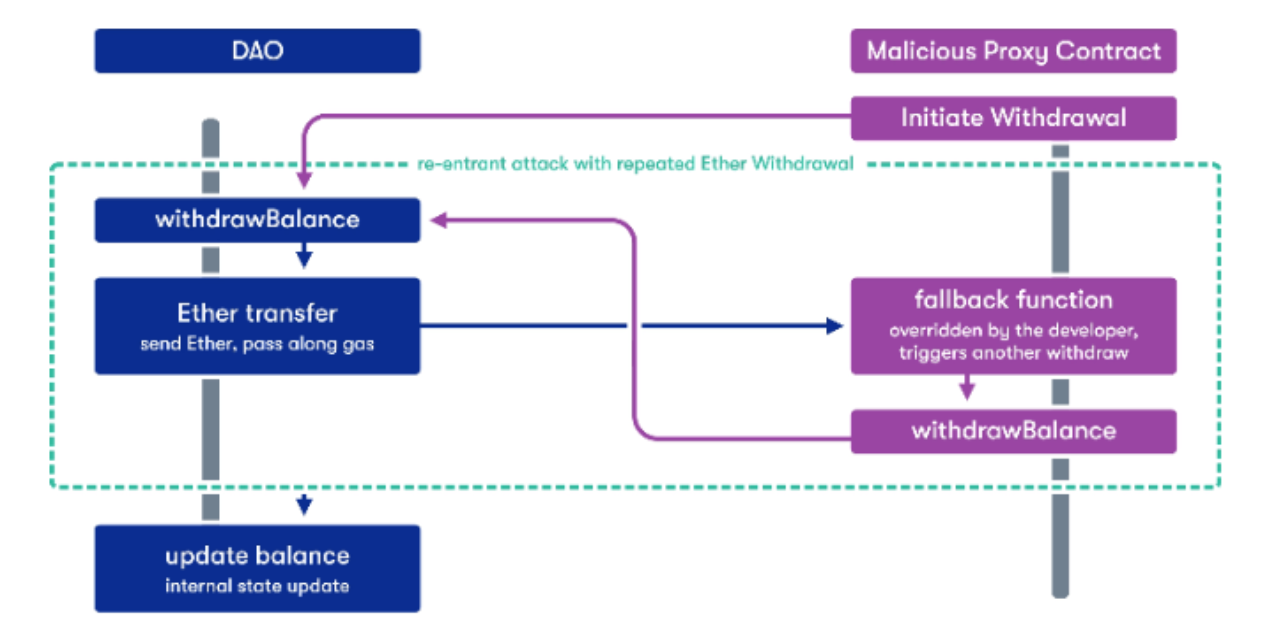 DAO
Malicious Proxy Contract
Initiate Withdrawal
re-entrant attack with repeated Ether Withdrawal
withdrawBalance
Ether transfer
send Ether, pass along gas
fallback function
overridden by the developer,
triggers another withdraw
withdrawBalance
update balance
internal state update